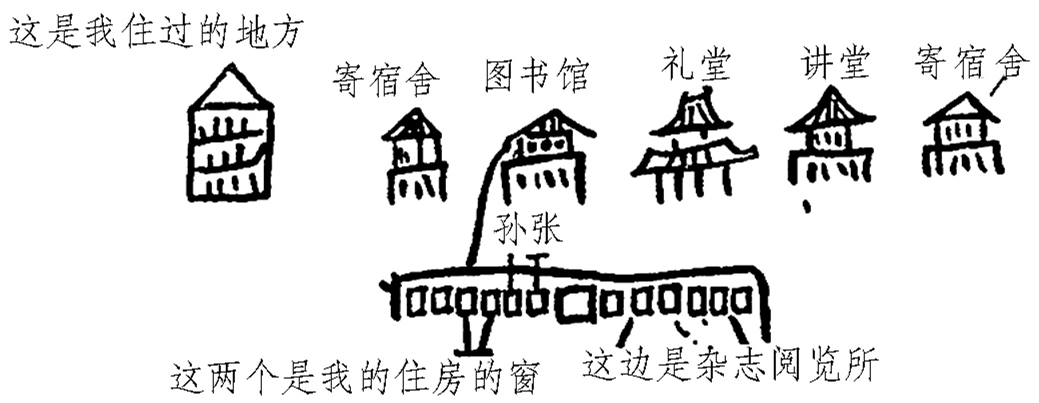 这是我住过的地方
寄宿舍
图书馆
礼堂
讲堂
寄宿舍
孙张
这两个是我的住房的窗
这边是杂志阅览所